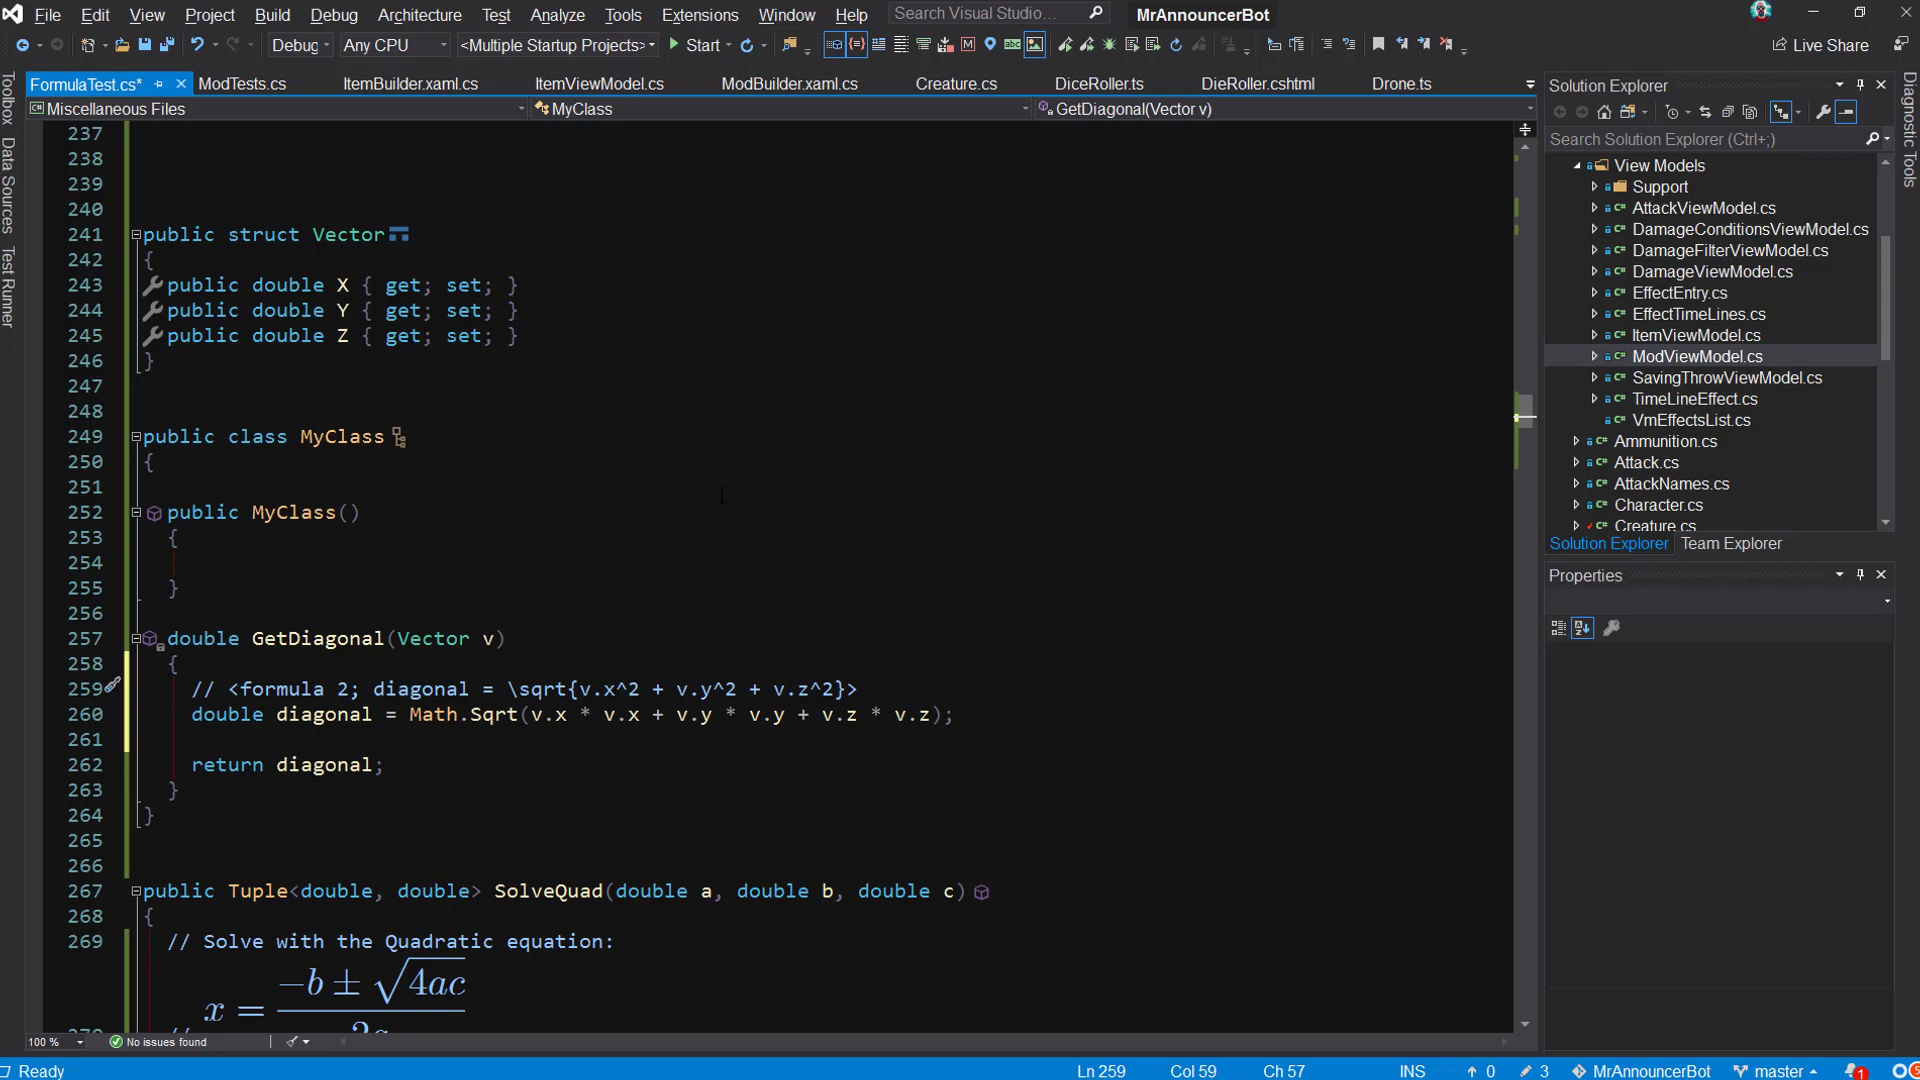 File Edit View Project Build Debug Architecture Test Analyze Tools Extensions Window Help Search Visual Studio... MrAnnouncerBot
Debug Any CPU <Multiple Startup Projects> Start Live Share
FormulaTest.cs* ModTests.cs ItemBuilder.xaml.cs ItemViewModel.cs ModBuilder.xaml.cs Creature.cs DiceRoller.ts DieRoller.cshtml Drone.ts
Miscellaneous Files MyClass GetDiagonal(Vector v)
Toolbox
Data Sources
Test Runner
237
238
239
240
241 public struct Vector
242 {
243 public double X { get; set; }
244 public double Y { get; set; }
245 public double Z { get; set; }
246 }
247
248
249 public class MyClass
250 {
251
252 public MyClass()
253 {
254
255 }
256
257 double GetDiagonal(Vector v)
258 {
259 // <formula 2; diagonal = \sqrt{v.x^2 + v.y^2 + v.z^2}>
260 double diagonal = Math.Sqrt(v.x * v.x + v.y * v.y + v.z * v.z);
261
262 return diagonal;
263 }
264 }
265
266
267 public Tuple<double, double> SolveQuad(double a, double b, double c)
268 {
269 // Solve with the Quadratic equation:
x = −b ± √4ac
Solution Explorer
Search Solution Explorer (Ctrl+;)
View Models
Support
AttackViewModel.cs
DamageConditionsViewModel.cs
DamageFilterViewModel.cs
DamageViewModel.cs
EffectEntry.cs
EffectTimeLines.cs
ItemViewModel.cs
ModViewModel.cs
SavingThrowViewModel.cs
TimeLineEffect.cs
VmEffectsList.cs
Ammunition.cs
Attack.cs
AttackNames.cs
Character.cs
Creature.cs
Solution Explorer Team Explorer
Properties
Diagnostic Tools
100 % No issues found
Ready Ln 259 Col 59 Ch 57 INS 0 3 MrAnnouncerBot master 1